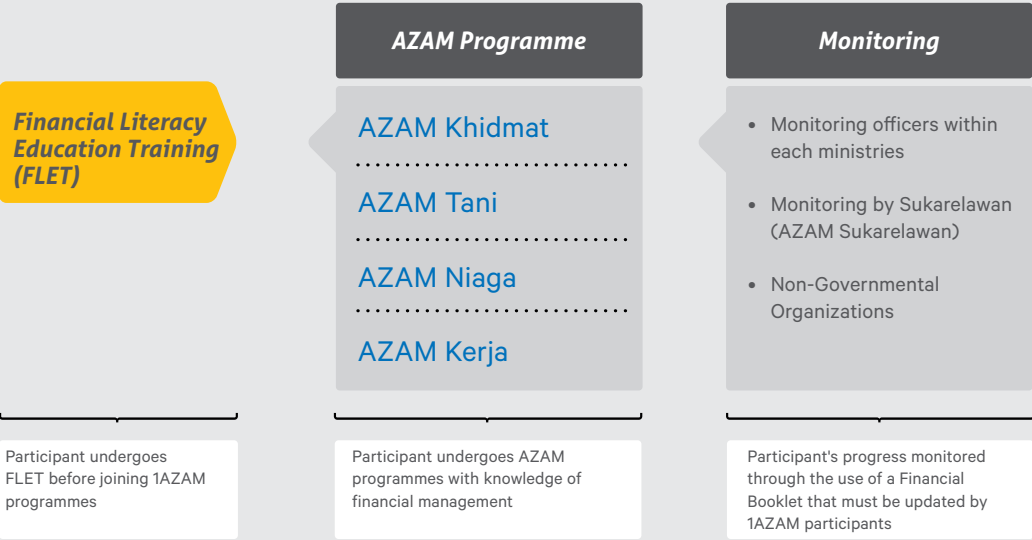 Financial Literacy
Education Training
(FLET)
Participant undergoes
FLET before joining 1AZAM
programmes
AZAM Programme
AZAM Khidmat
AZAM Tani
AZAM Niaga
AZAM Kerja
Participant undergoes AZAM
programmes with knowledge of
financial management
Monitoring
• Monitoring officers within
each ministries
• Monitoring by Sukarelawan
(AZAM Sukarelawan)
• Non-Governmental
Organizations
Participant's progress monitored
through the use of a Financial
Booklet that must be updated by
1AZAM participants